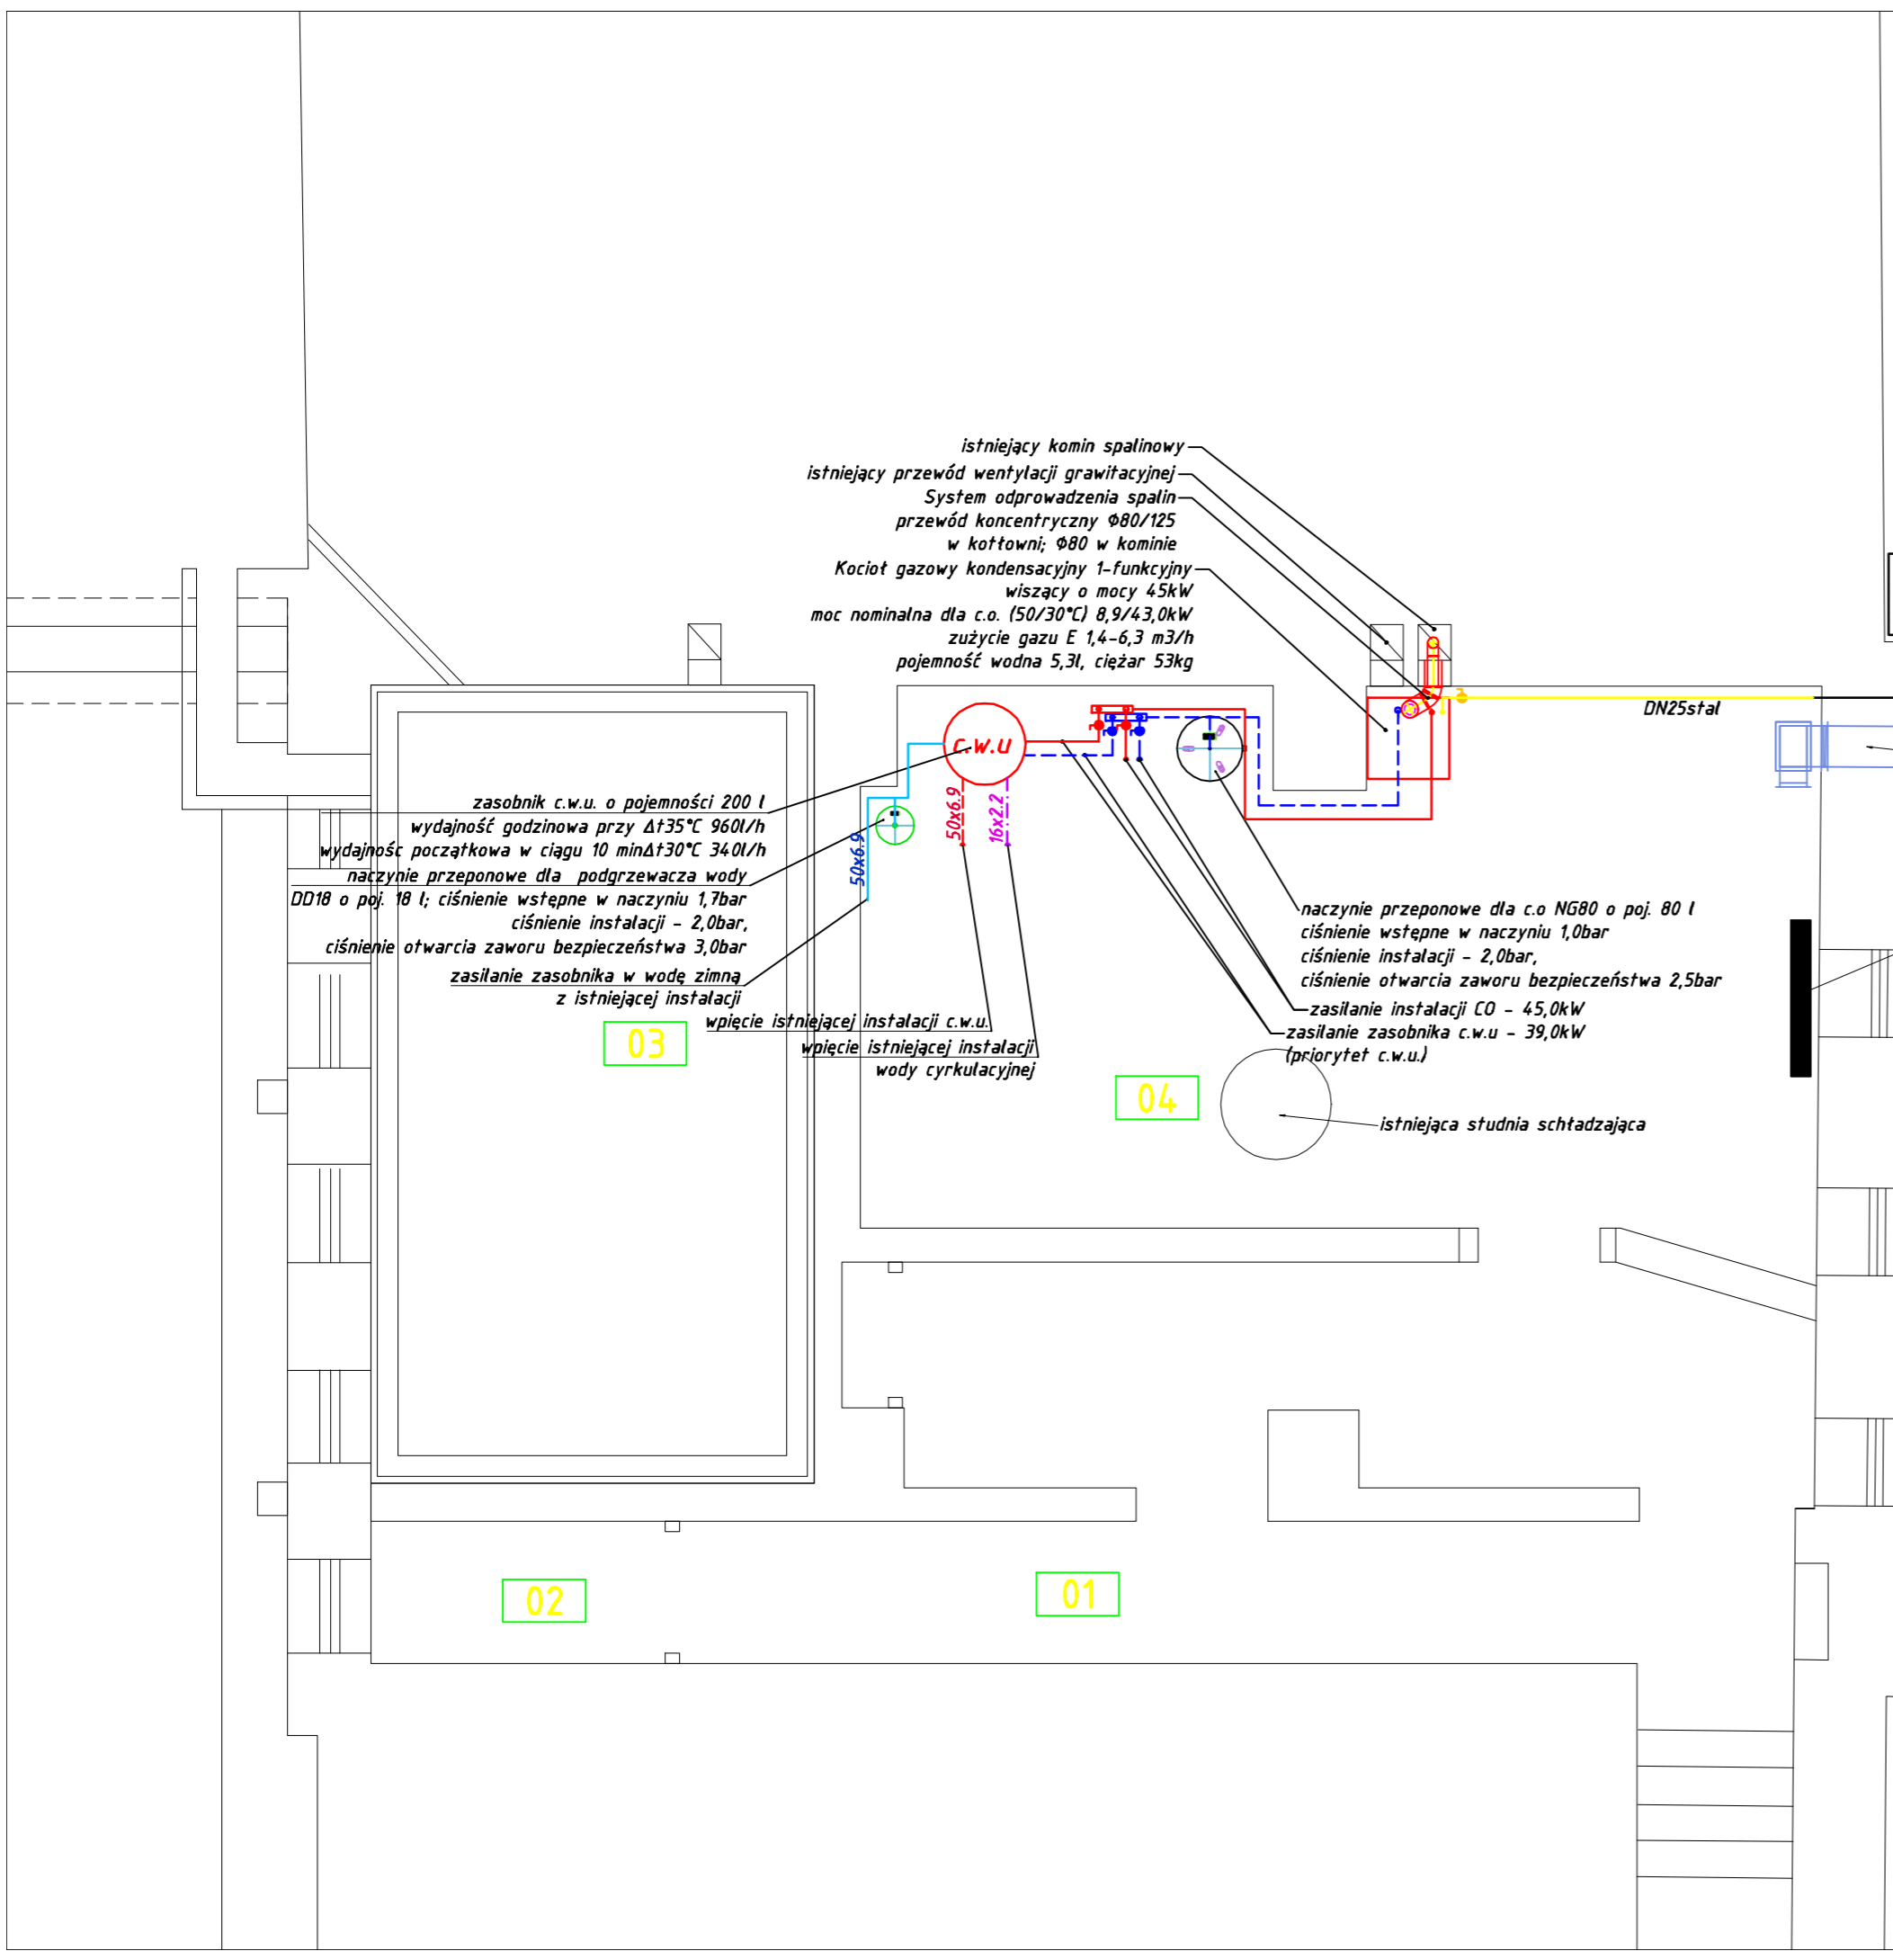 istniejący komin spalinowy
istniejący przewód wentylacji grawitacyjnej
System odprowadzenia spalin
przewód koncentryczny Φ80/125
w kotłowni; Φ80 w kominie
Kocioł gazowy kondensacyjny 1-funkcyjny
wiszący o mocy 45kW
moc nominalna dla c.o. (50/30°C) 8,9/43,0kW
zużycie gazu E 1,4-6,3 m3/h
pojemność wodna 5,3l, ciężar 53kg
DN25stal
c.w.u
zasobnik c.w.u. o pojemności 200 l
wydajność godzinowa przy Δt35°C 960l/h
wydajnośc początkowa w ciągu 10 minΔt30°C 340l/h
naczynie przeponowe dla podgrzewacza wody
DD18 o poj. 18 l; ciśnienie wstępne w naczyniu 1,7bar
ciśnienie instalacji - 2,0bar,
ciśnienie otwarcia zaworu bezpieczeństwa 3,0bar
zasilanie zasobnika w wodę zimną
z istniejącej instalacji
50x6.9
50x6.9
16x2.2
wpięcie istniejącej instalacji c.w.u.
wpięcie istniejącej instalacji
wody cyrkulacyjnej
naczynie przeponowe dla c.o NG80 o poj. 80 l
ciśnienie wstępne w naczyniu 1,0bar
ciśnienie instalacji - 2,0bar,
ciśnienie otwarcia zaworu bezpieczeństwa 2,5bar
zasilanie instalacji CO - 45,0kW
zasilanie zasobnika c.w.u - 39,0kW
(priorytet c.w.u.)
03
04
istniejąca studnia schładzająca
02
01